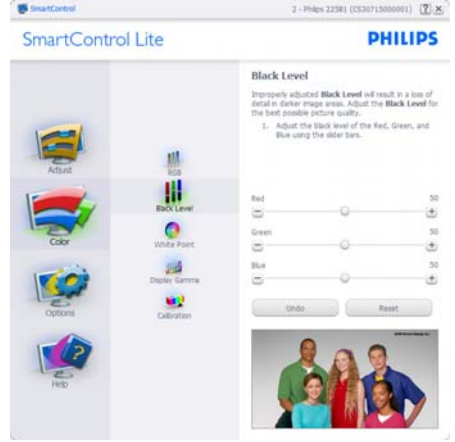 SmartControl
2 - Philips 225B1 (CS30715000001)
SmartControl Lite
PHILIPS
Adjust
Color
Options
Help
RGB
Black Level
White Point
Display Gamma
Calibration
Black Level
Improperly adjusted Black Level will result in a loss of
detail in darker image areas. Adjust the Black Level for
the best possible picture quality.
1. Adjust the black level of the Red, Green, and
Blue using the slider bars.
Red 50
Green 50
Blue 50
Undo Reset